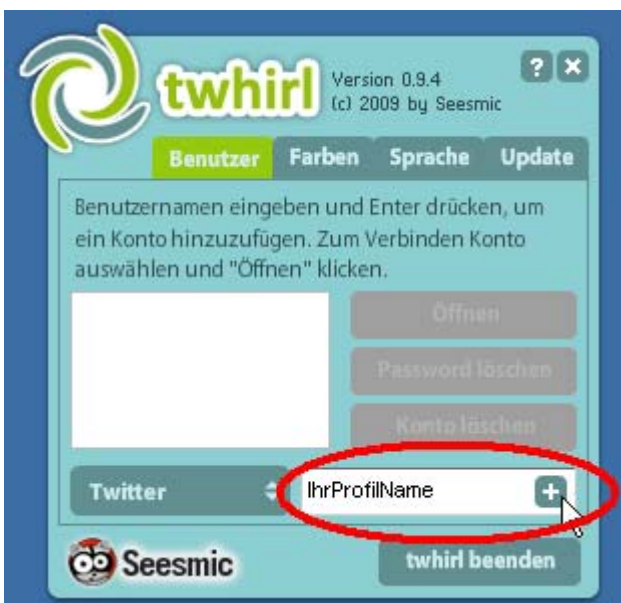 twhirl
Version 0.9.4
(c) 2009 by Seesmic
?
Benutzer Farben Sprache Update
Benutzernamen eingeben und Enter drücken, um
ein Konto hinzuzufügen. Zum Verbinden Konto
auswählen und "Öffnen" klicken.
Öffnen
Password löschen
Konto löschen
Twitter IhrProfilName +
Seesmic twhirl beenden